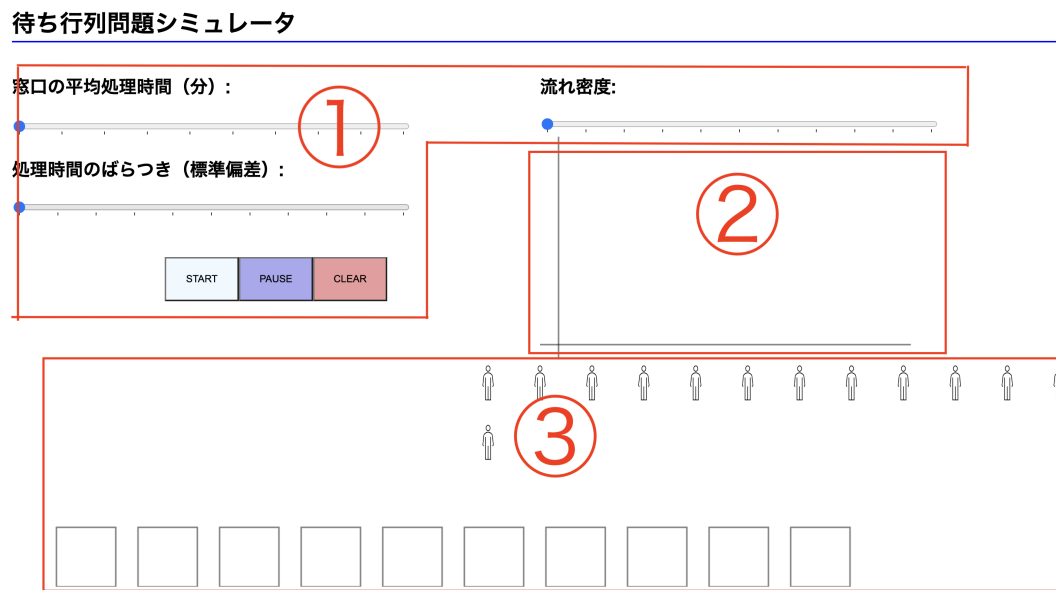 待ち行列問題シミュレータ
窓口の平均処理時間（分）:
流れ密度:
①
処理時間のばらつき（標準偏差）:
②
START PAUSE CLEAR
③